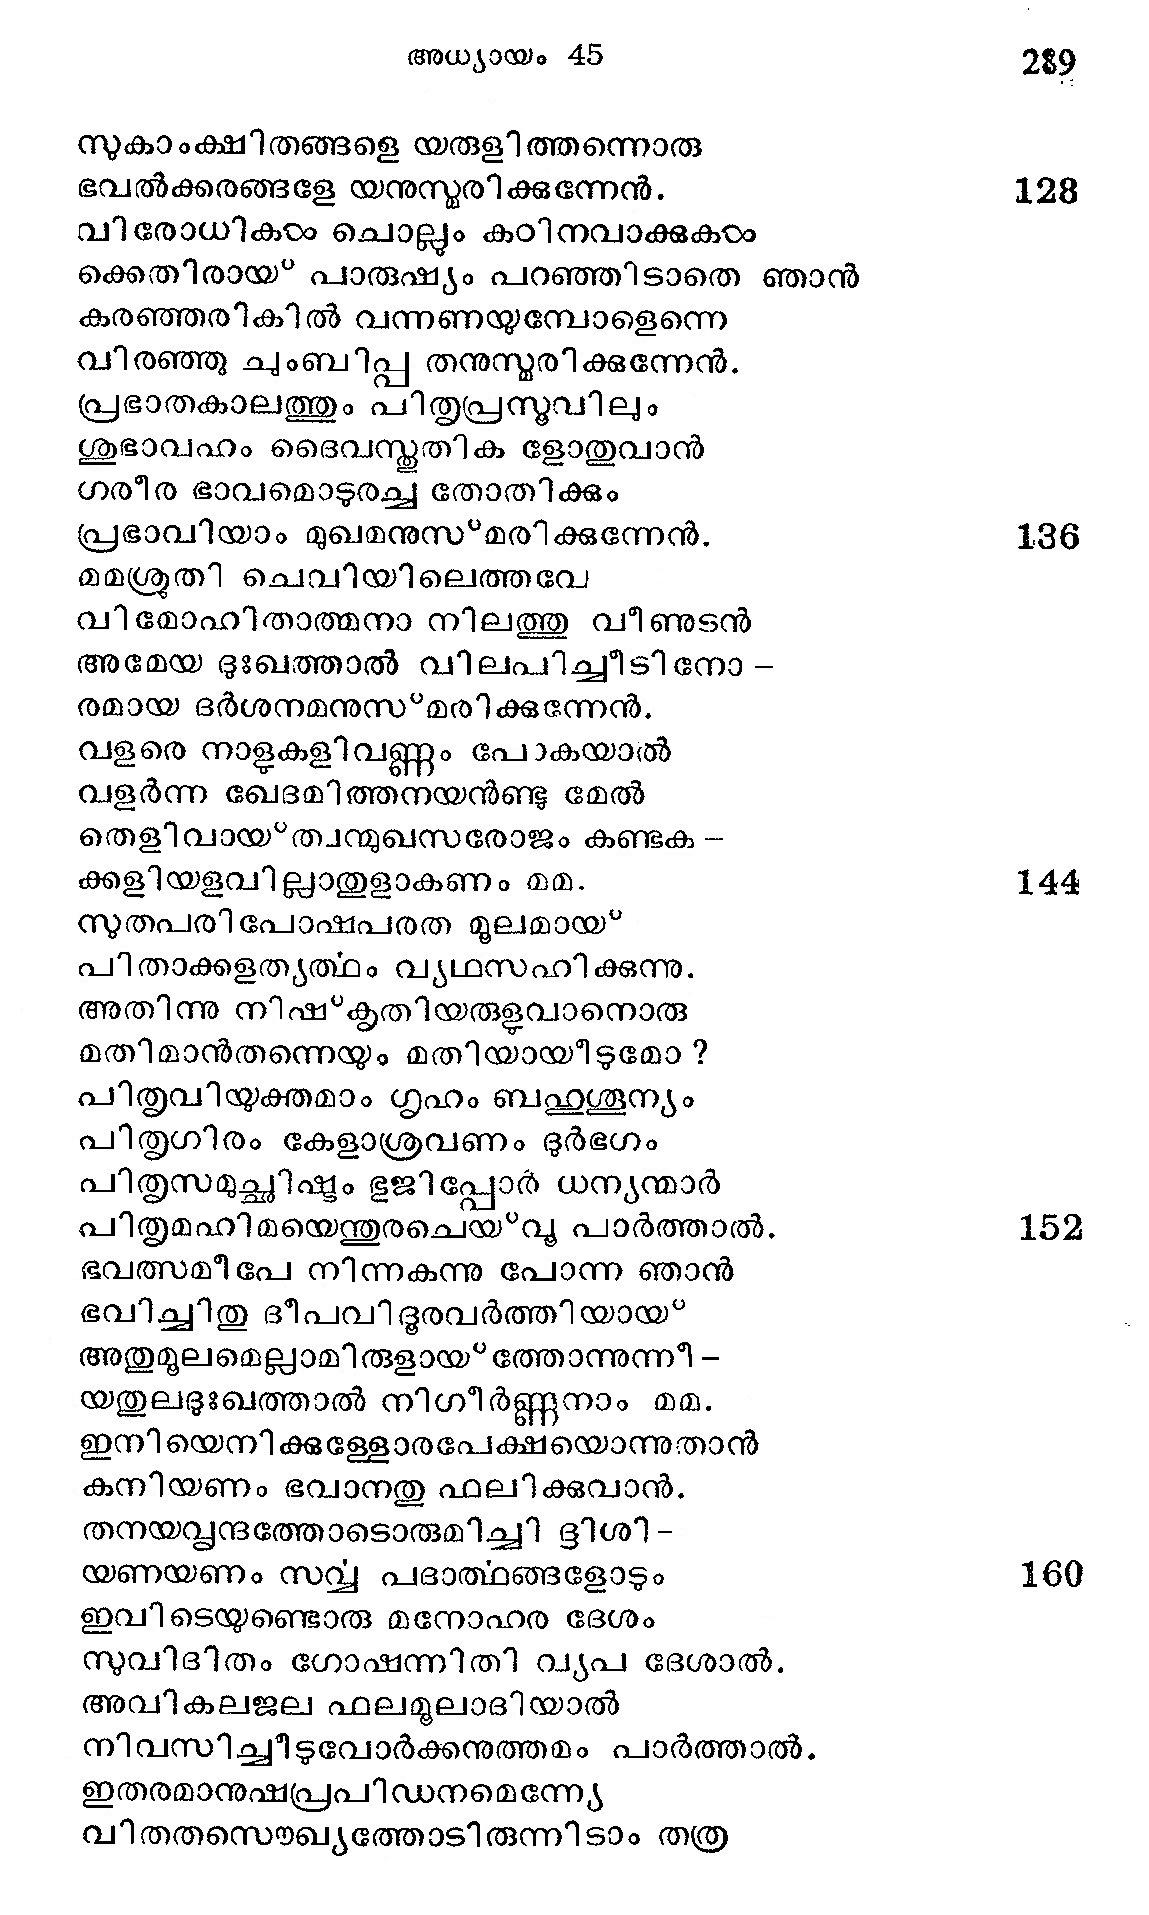 അധ്യായം 45
289
സുകാംക്ഷിതങ്ങളെ യരുളിത്തന്നൊരു
ഭവൽക്കരങ്ങളേ യനുസ്മരിക്കുന്നേൻ.
128
വിരോധികൾ ചൊല്ലും കഠിനവാക്കുകൾ
ക്കെതിരായ് പാരുഷ്യം പറഞ്ഞിടാതെ ഞാൻ
കരഞ്ഞരികിൽ വന്നണയുമ്പോളെന്നെ
വിരഞ്ഞു ചുംബിപ്പ തനുസ്മരിക്കുന്നേൻ.
പ്രഭാതകാലത്തും പിതൃപ്രസൂവിലും
ശുഭാവഹം ദൈവസ്തുതിക ളോതുവാൻ
ഗരീര ഭാവമൊടുരച്ച തോതിക്കും
പ്രഭാവിയാം മുഖമനുസ്മരിക്കുന്നേൻ.
136
മമശ്രുതി ചെവിയിലെത്തവേ
വിമോഹിതാത്മനാ നിലത്തു വീണുടൻ
അമേയ ദുഃഖത്താൽ വിലപിച്ചീടിനോ –
രമായ ദർശനമനുസ്മരിക്കുന്നേൻ.
വളരെ നാളുകളിവണ്ണം പോകയാൽ
വളർന്ന ഖേദമിത്തനയൻണ്ടു മേൽ
തെളിവായ്ത്വന്മുഖസരോജം കണ്ടക –
ക്കളിയളവില്ലാതുളാകണം മമ.
144
സുതപരിപോഷപരത മൂലമായ്
പിതാക്കളത്യർത്ഥം വ്യഥസഹിക്കുന്നു.
അതിന്നു നിഷ്കൃതിയരുളുവാനൊരു
മതിമാൻതന്നെയും മതിയായീടുമോ ?
പിതൃവിയുക്തമാം ഗൃഹം ബഹുശൂന്യം
പിതൃഗിരം കേളാശ്രവണം ദുർഭഗം
പിതൃസമുച്ഛിഷ്ടം ഭുജിപ്പോർ ധന്യന്മാർ
പിതൃമഹിമയെന്തുരചെയ്‌വൂ പാർത്താൽ.
152
ഭവത്സമീപേ നിന്നകന്നു പോന്ന ഞാൻ
ഭവിച്ചിതു ദീപവിദൂരവർത്തിയായ്
അതുമൂലമെല്ലാമിരുളായ്ത്തോന്നുന്നീ –
യതുലദുഃഖത്താൽ നിഗീർണ്ണനാം മമ.
ഇനിയെനിക്കുള്ളോരപേക്ഷയൊന്നുതാൻ
കനിയണം ഭവാനതു ഫലിക്കുവാൻ.
തനയവൃന്ദത്തോടൊരുമിച്ചി ദ്ദിശി –
യണയണം സർവ്വ പദാർത്ഥങ്ങളോടും
160
ഇവിടെയുണ്ടൊരു മനോഹര ദേശം
സുവിദിതം ഗോഷന്നിതി വ്യപ ദേശാൽ.
അവികലജല ഫലമൂലാദിയാൽ
നിവസിച്ചീടുവോർക്കനുത്തമം പാർത്താൽ.
ഇതരമാനുഷപ്രപിഡനമെന്ന്യേ
വിതതസൌഖ്യത്തോടിരുന്നിടാം തത്ര